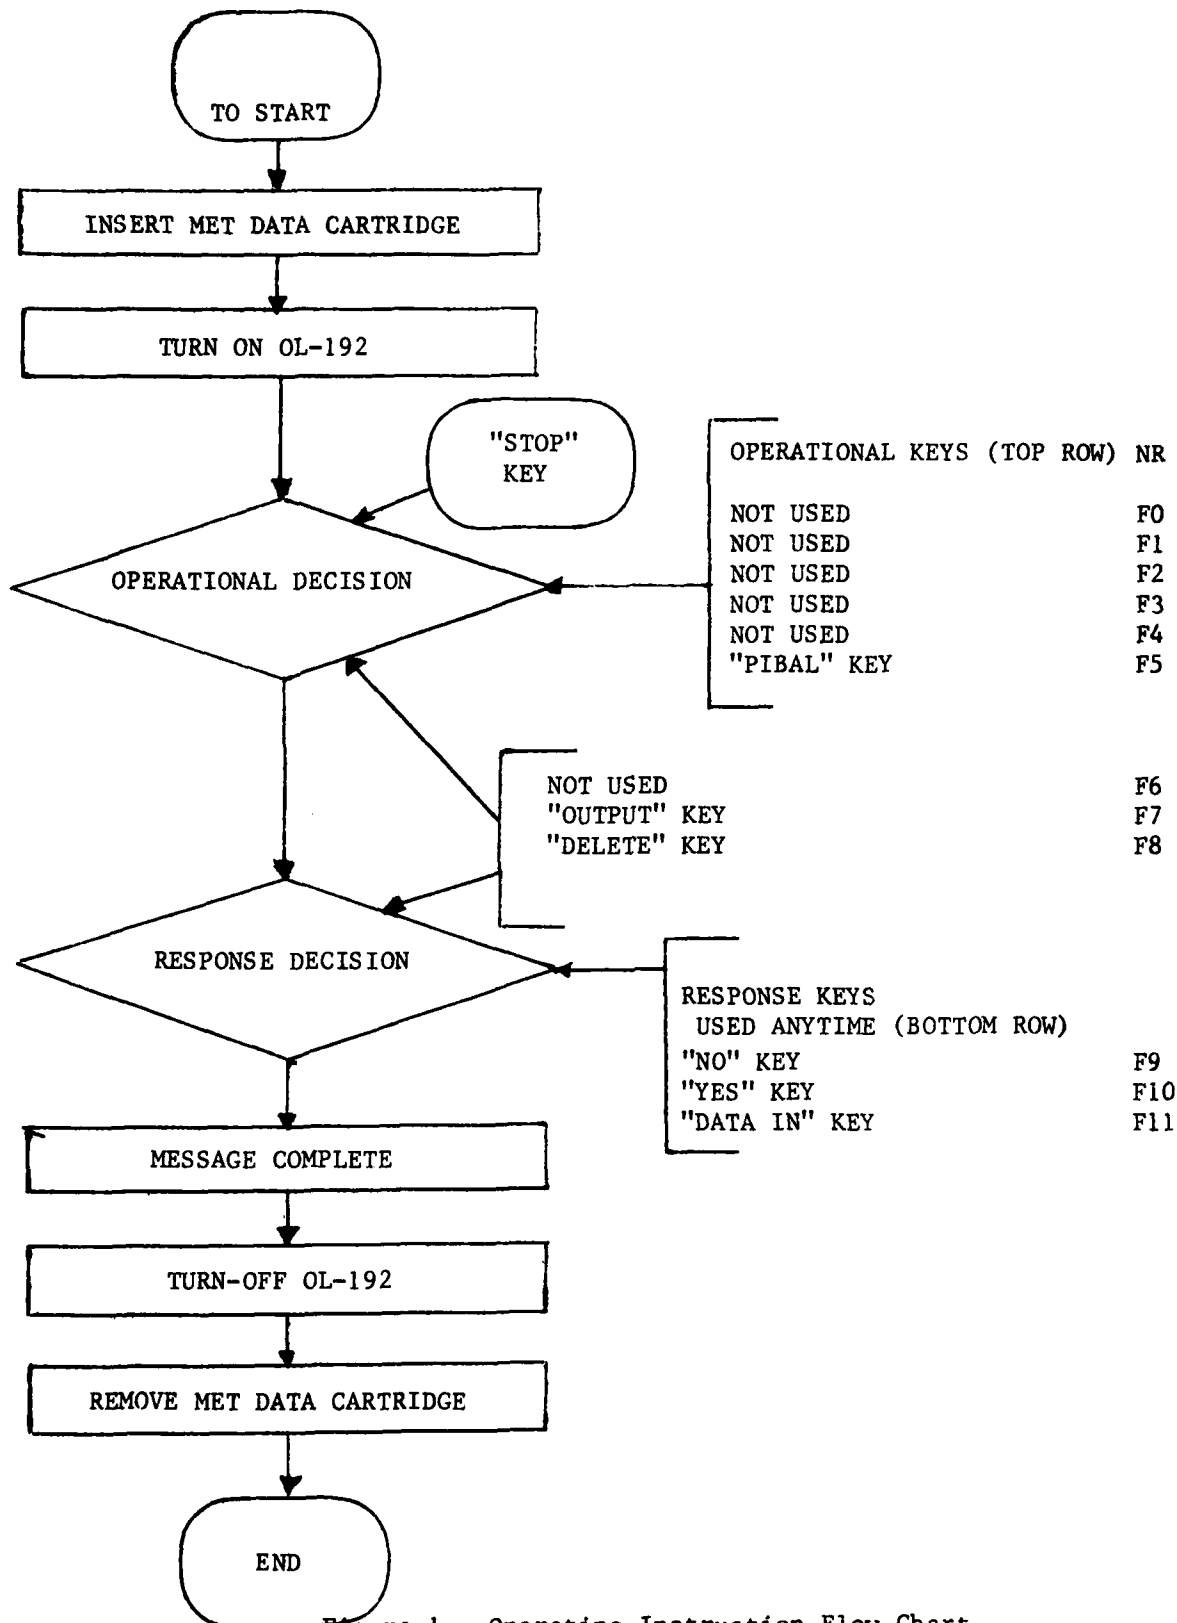 TO START
INSERT MET DATA CARTRIDGE
TURN ON OL-192
"STOP"
KEY
OPERATIONAL KEYS (TOP ROW) NR
NOT USED F0
NOT USED F1
NOT USED F2
NOT USED F3
NOT USED F4
"PIBAL" KEY F5
OPERATIONAL DECISION
NOT USED F6
"OUTPUT" KEY F7
"DELETE" KEY F8
RESPONSE DECISION
RESPONSE KEYS
USED ANYTIME (BOTTOM ROW)
"NO" KEY F9
"YES" KEY F10
"DATA IN" KEY F11
MESSAGE COMPLETE
TURN-OFF OL-192
REMOVE MET DATA CARTRIDGE
END
Operating Instruction Flow Chart